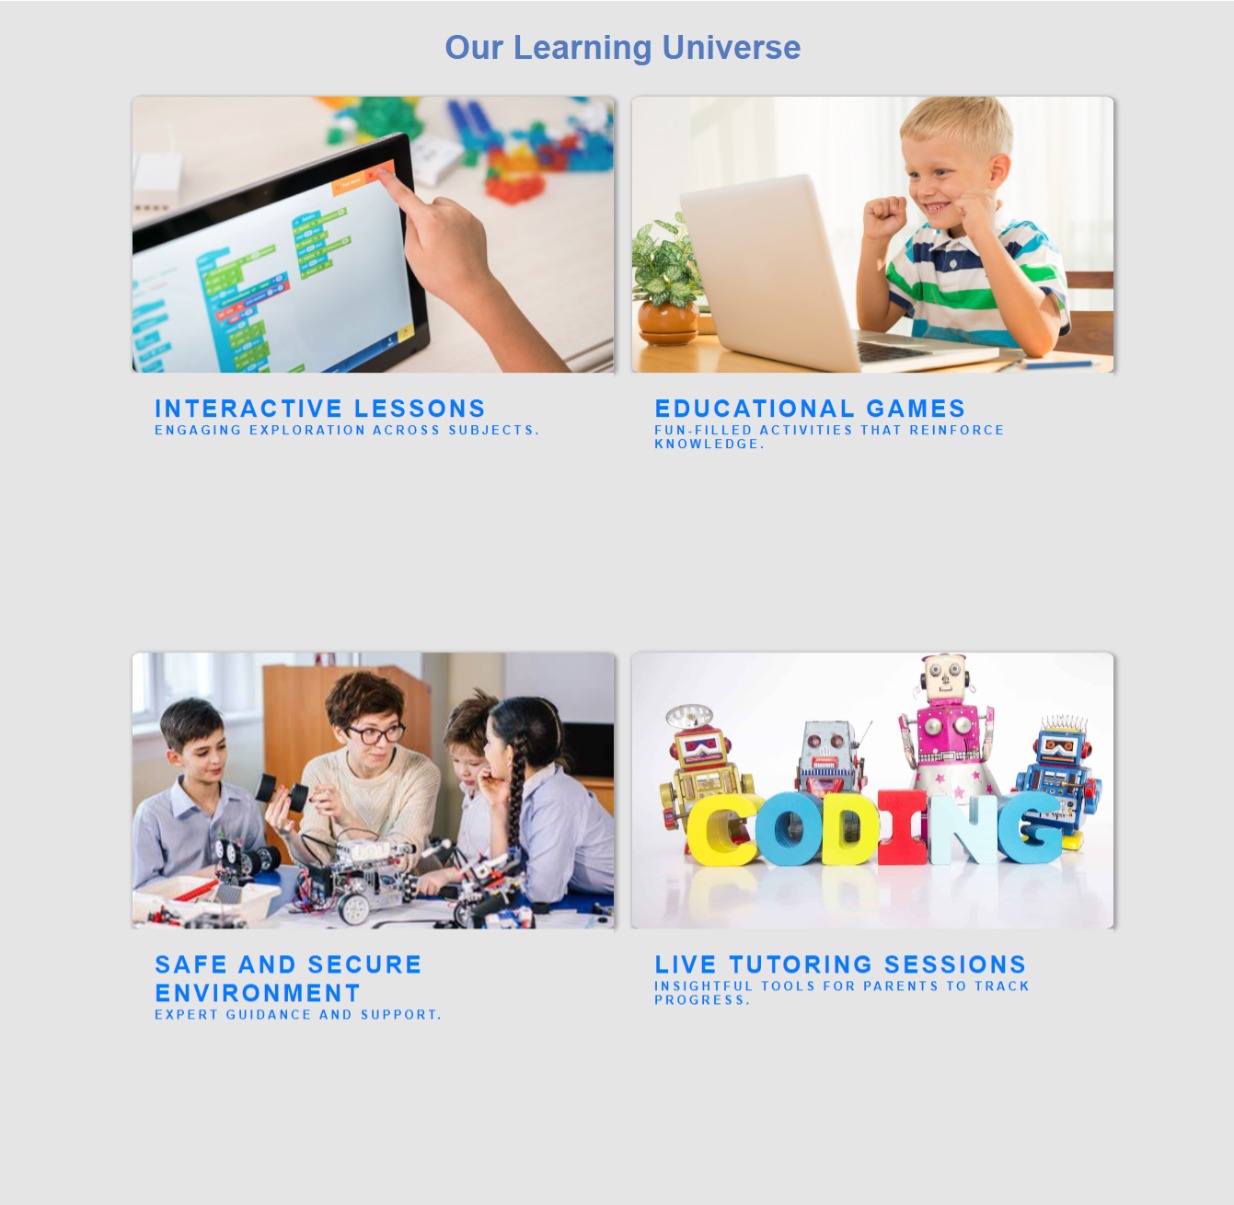 Our Learning Universe
INTERACTIVE LESSONS
ENGAGING EXPLORATION ACROSS SUBJECTS.
EDUCATIONAL GAMES
FUN-FILLED ACTIVITIES THAT REINFORCE
KNOWLEDGE.
SAFE AND SECURE
ENVIRONMENT
EXPERT GUIDANCE AND SUPPORT.
CODING
LIVE TUTORING SESSIONS
INSIGHTFUL TOOLS FOR PARENTS TO TRACK
PROGRESS.